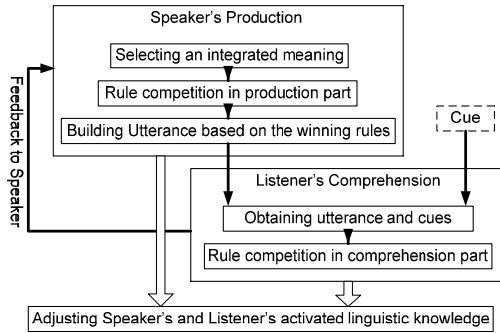 Speaker's Production
Selecting an integrated meaning
Rule competition in production part
Building Utterance based on the winning rules
Feedback to Speaker
Cue
Listener's Comprehension
Obtaining utterance and cues
Rule competition in comprehension part
Adjusting Speaker's and Listener's activated linguistic knowledge